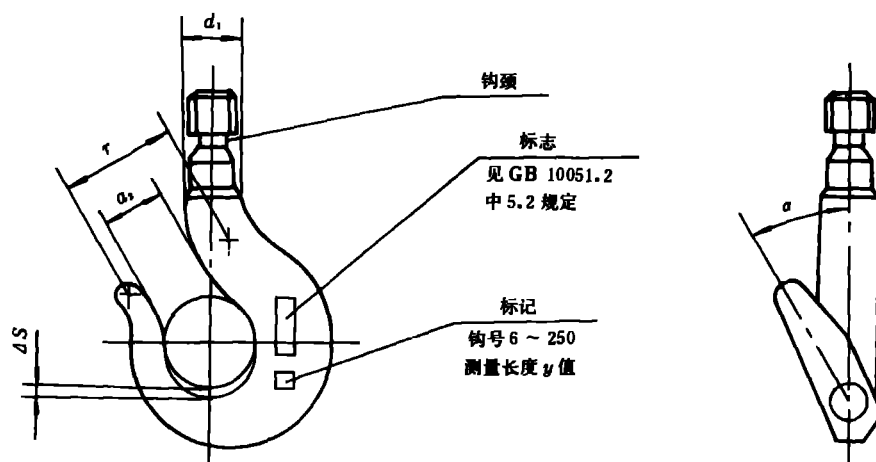 d₁
钩颈
标志
见 GB 10051.2
中 5.2 规定
r
a₂
α
标记
钩号 6 ~ 250
测量长度 y 值
ΔS